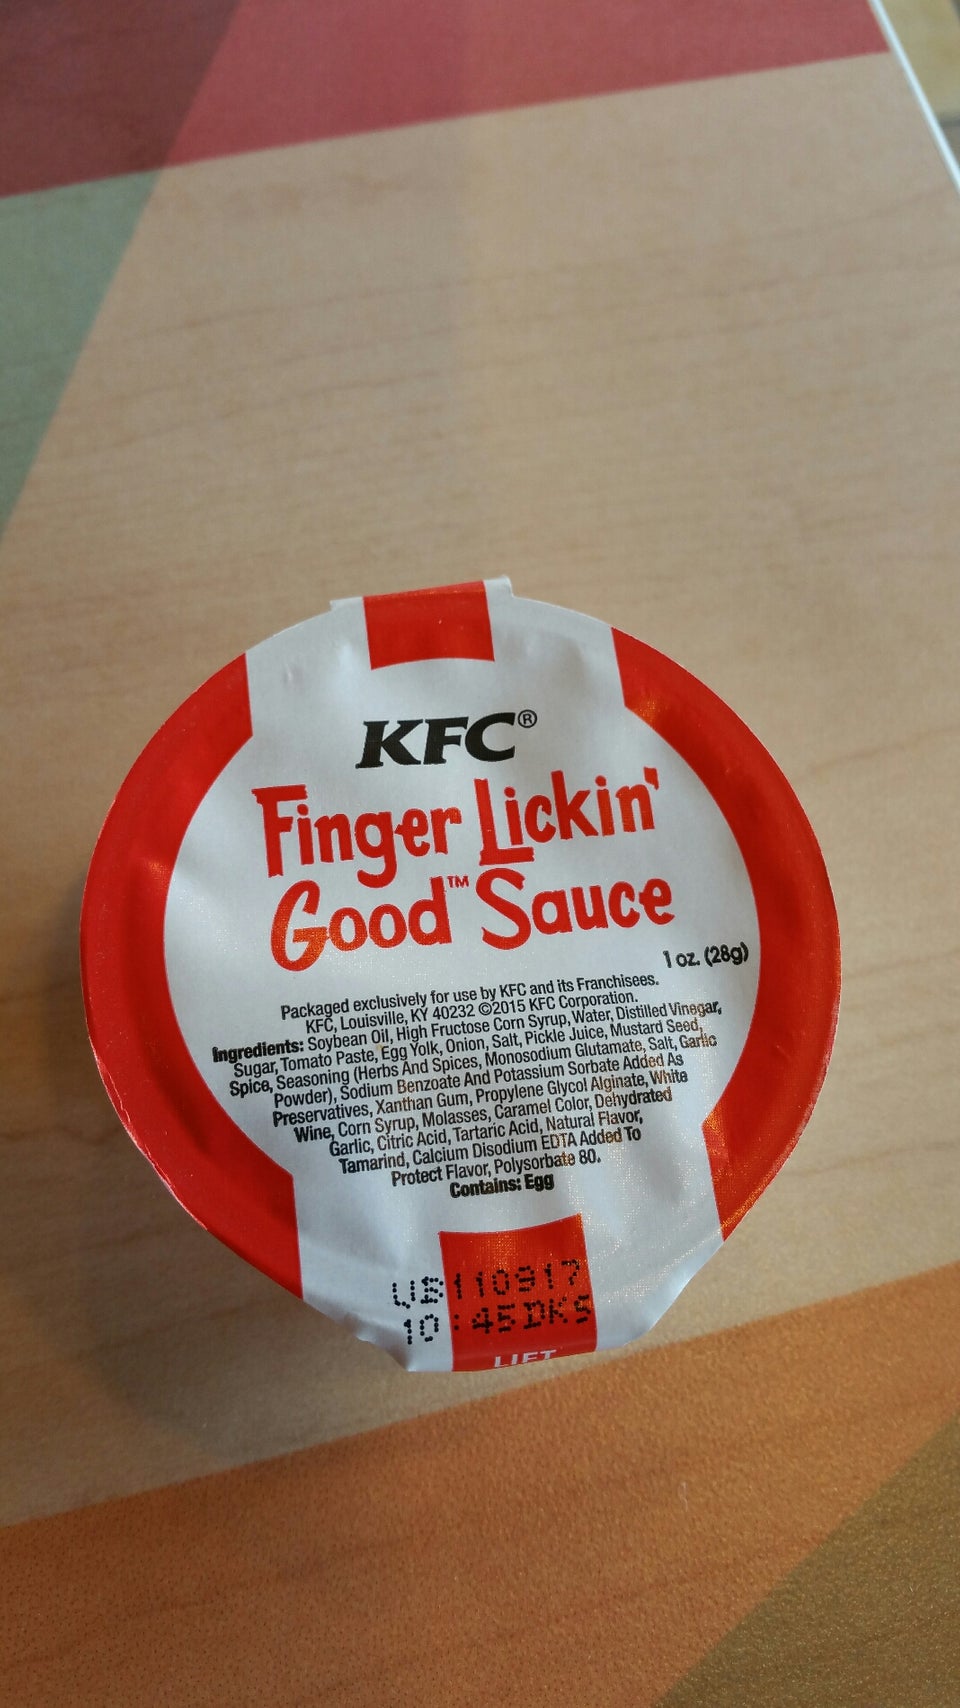 KFC®
Finger Lickin'
Good™ Sauce
1 oz. (28g)
Packaged exclusively for use by KFC and its Franchisees.
KFC, Louisville, KY 40232 ©2015 KFC Corporation.
Ingredients: Soybean Oil, High Fructose Corn Syrup, Water, Distilled Vinegar,
Sugar, Tomato Paste, Egg Yolk, Onion, Salt, Pickle Juice, Mustard Seed,
Spice, Seasoning (Herbs And Spices, Monosodium Glutamate, Salt, Garlic
Powder), Sodium Benzoate And Potassium Sorbate Added As
Preservatives, Xanthan Gum, Propylene Glycol Alginate, White
Wine, Corn Syrup, Molasses, Caramel Color, Dehydrated
Garlic, Citric Acid, Tartaric Acid, Natural Flavor,
Tamarind, Calcium Disodium EDTA Added To
Protect Flavor, Polysorbate 80.
Contains: Egg
10:45DK5
LIFT